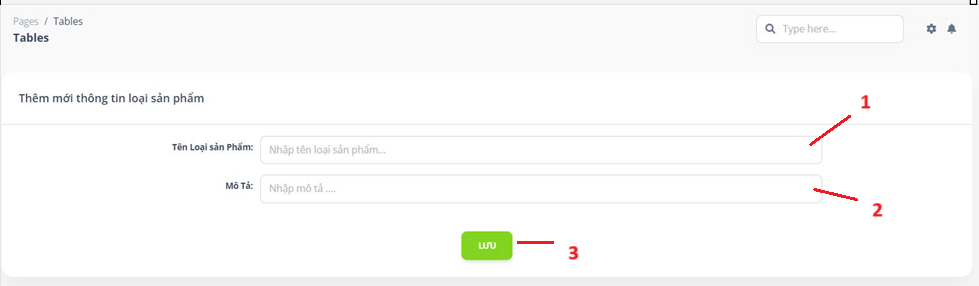 Pages / Tables
Tables
Type here...
Thêm mới thông tin loại sản phẩm
1
Tên Loại sản Phẩm:
Nhập tên loại sản phẩm...
Mô Tả:
Nhập mô tả ....
2
LƯU
3